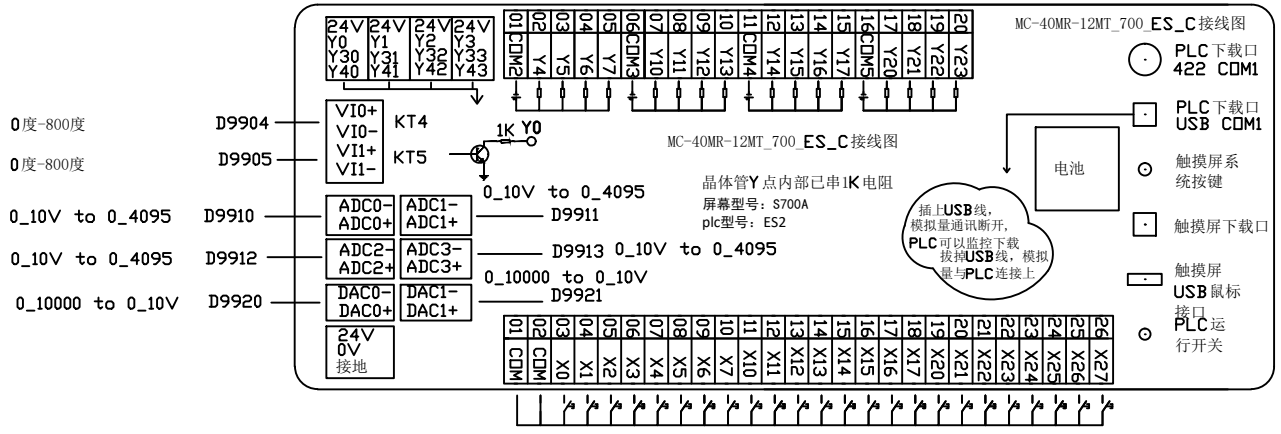 MC-40MR-12MT_700_ES_C接线图
24V 24V 24V 24V
Y0 Y1 Y2 Y3
Y30 Y31 Y32 Y33
Y40 Y41 Y42 Y43
01 02 03 04 05 06 07 08 09 10 11 12 13 14 15 16 17 18 19 20
COM2 Y4 Y5 Y6 Y7 COM3 Y10 Y11 Y12 Y13 COM4 Y14 Y15 Y16 Y17 COM5 Y20 Y21 Y22 Y23
0度-800度 D9904
VI0+
VI0-
KT4
0度-800度 D9905
VI1+
VI1-
KT5
1K Y0
MC-40MR-12MT_700_ES_C接线图
晶体管Y点内部已串1K电阻
屏幕型号：S700A
plc型号：ES2
0_10V to 0_4095 D9910
ADC0-
ADC0+
ADC1-
ADC1+
D9911
0_10V to 0_4095
0_10V to 0_4095 D9912
ADC2-
ADC2+
ADC3-
ADC3+
D9913 0_10V to 0_4095
0_10000 to 0_10V D9920
DAC0-
DAC0+
DAC1-
DAC1+
0_10000 to 0_10V
D9921
24V
0V
接地
插上USB线，
模拟量通讯断开，
PLC可以监控下载
拔掉USB线，模拟
量与PLC连接上
电池
PLC下载口
422 COM1
PLC下载口
USB COM1
触摸屏系
统按键
触摸屏下载口
触摸屏
USB鼠标
接口
PLC运
行开关
01 02 03 04 05 06 07 08 09 10 11 12 13 14 15 16 17 18 19 20 21 22 23 24 25 26
COM COM X0 X1 X2 X3 X4 X5 X6 X7 X10 X11 X12 X13 X14 X15 X16 X17 X20 X21 X22 X23 X24 X25 X26 X27